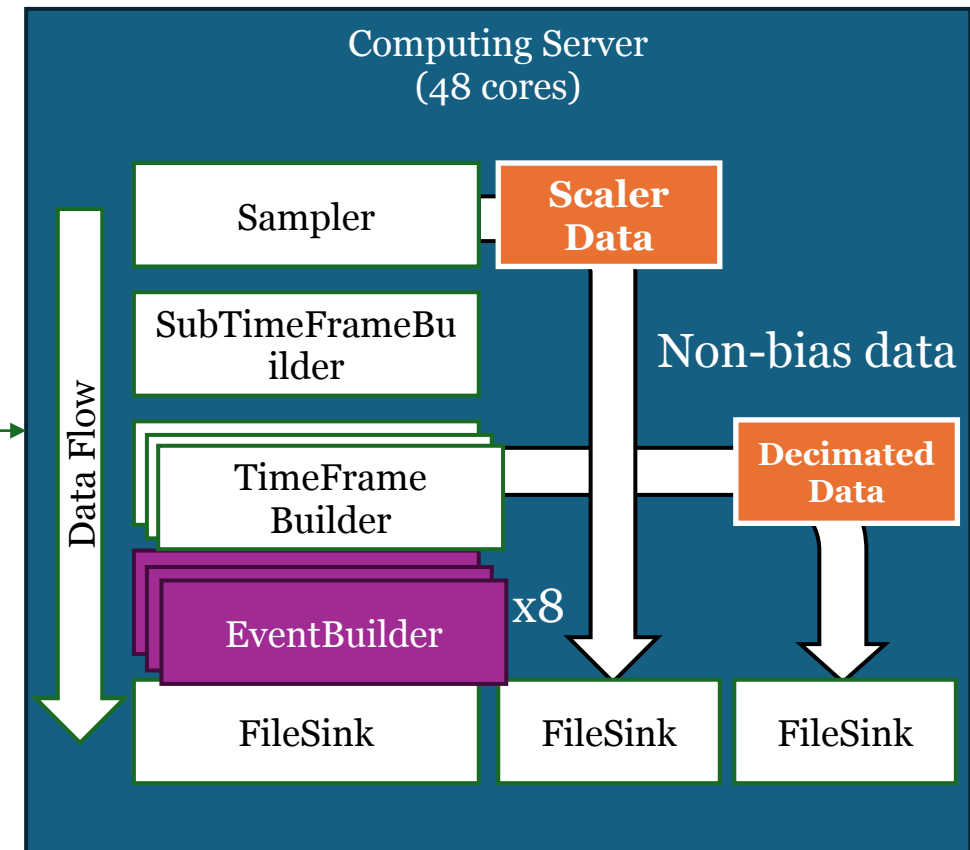 Computing Server
(48 cores)
Sampler
Scaler
Data
SubTimeFrameBu
ilder
Non-bias data
Data Flow
TimeFrame
Builder
Decimated
Data
EventBuilder
x8
FileSink
FileSink
FileSink